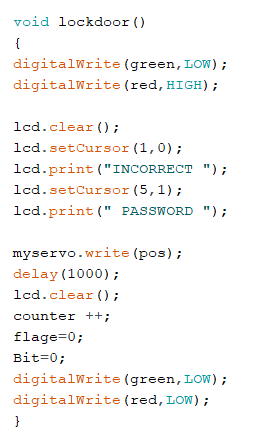 void lockdoor()
{
digitalWrite(green,LOW);
digitalWrite(red,HIGH);
lcd.clear();
lcd.setCursor(1,0);
lcd.print("INCORRECT ");
lcd.setCursor(5,1);
lcd.print(" PASSWORD ");
myservo.write(pos);
delay(1000);
lcd.clear();
counter ++;
flage=0;
Bit=0;
digitalWrite(green,LOW);
digitalWrite(red,LOW);
}